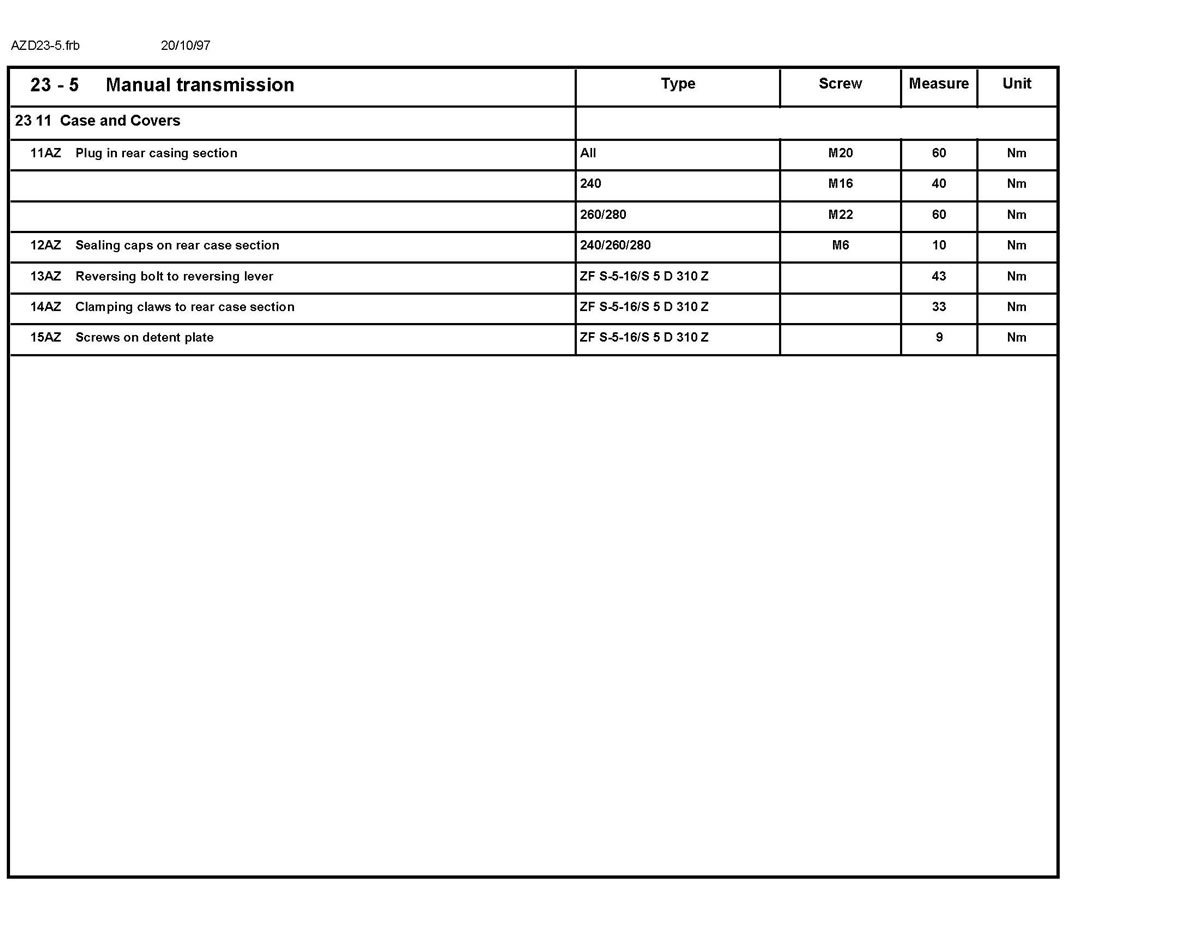 AZD23-5.frb 20/10/97
23 - 5 Manual transmission Type Screw Measure Unit
23 11 Case and Covers
11AZ Plug in rear casing section All M20 60 Nm
240 M16 40 Nm
260/280 M22 60 Nm
12AZ Sealing caps on rear case section 240/260/280 M6 10 Nm
13AZ Reversing bolt to reversing lever ZF S-5-16/S 5 D 310 Z 43 Nm
14AZ Clamping claws to rear case section ZF S-5-16/S 5 D 310 Z 33 Nm
15AZ Screws on detent plate ZF S-5-16/S 5 D 310 Z 9 Nm